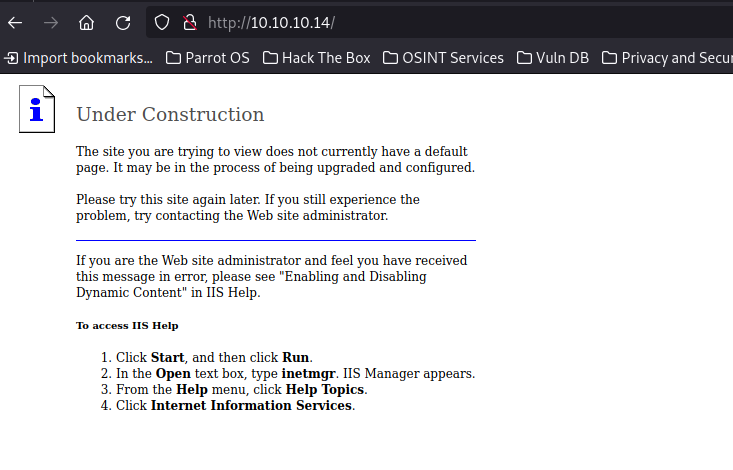 http://10.10.10.14/
Import bookmarks... Parrot OS Hack The Box OSINT Services Vuln DB Privacy and
Under Construction
The site you are trying to view does not currently have a default
page. It may be in the process of being upgraded and configured.
Please try this site again later. If you still experience the
problem, try contacting the Web site administrator.
If you are the Web site administrator and feel you have received
this message in error, please see "Enabling and Disabling
Dynamic Content" in IIS Help.
To access IIS Help
1. Click Start, and then click Run.
2. In the Open text box, type inetmgr. IIS Manager appears.
3. From the Help menu, click Help Topics.
4. Click Internet Information Services.